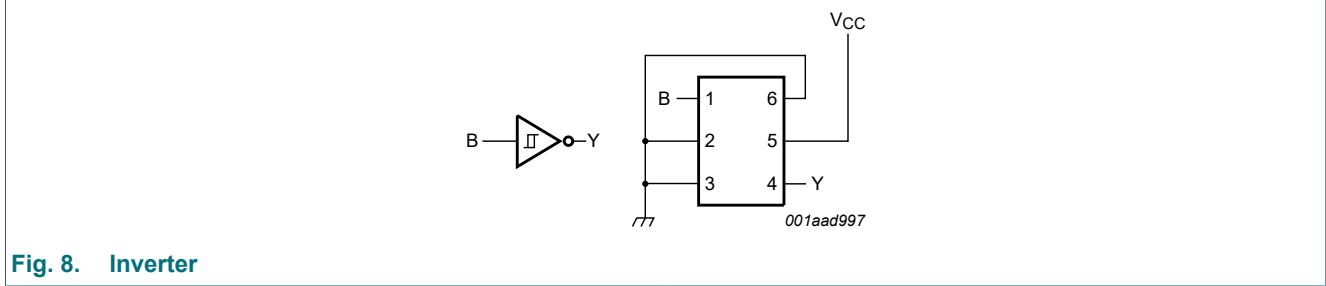 VCC
B 1 6
B Y
2 5
3 4 Y
001aad997
Fig. 8. Inverter